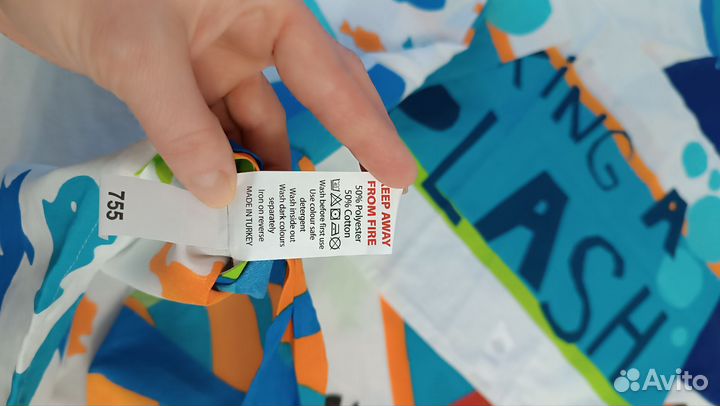 KEEP AWAY
FROM FIRE
50% Polyester
50% Cotton
Wash before first use
Use colour safe
detergent
Wash inside out
Wash dark colours
separately
Iron on reverse
MADE IN TURKEY
755
KING A
LASH
Avito